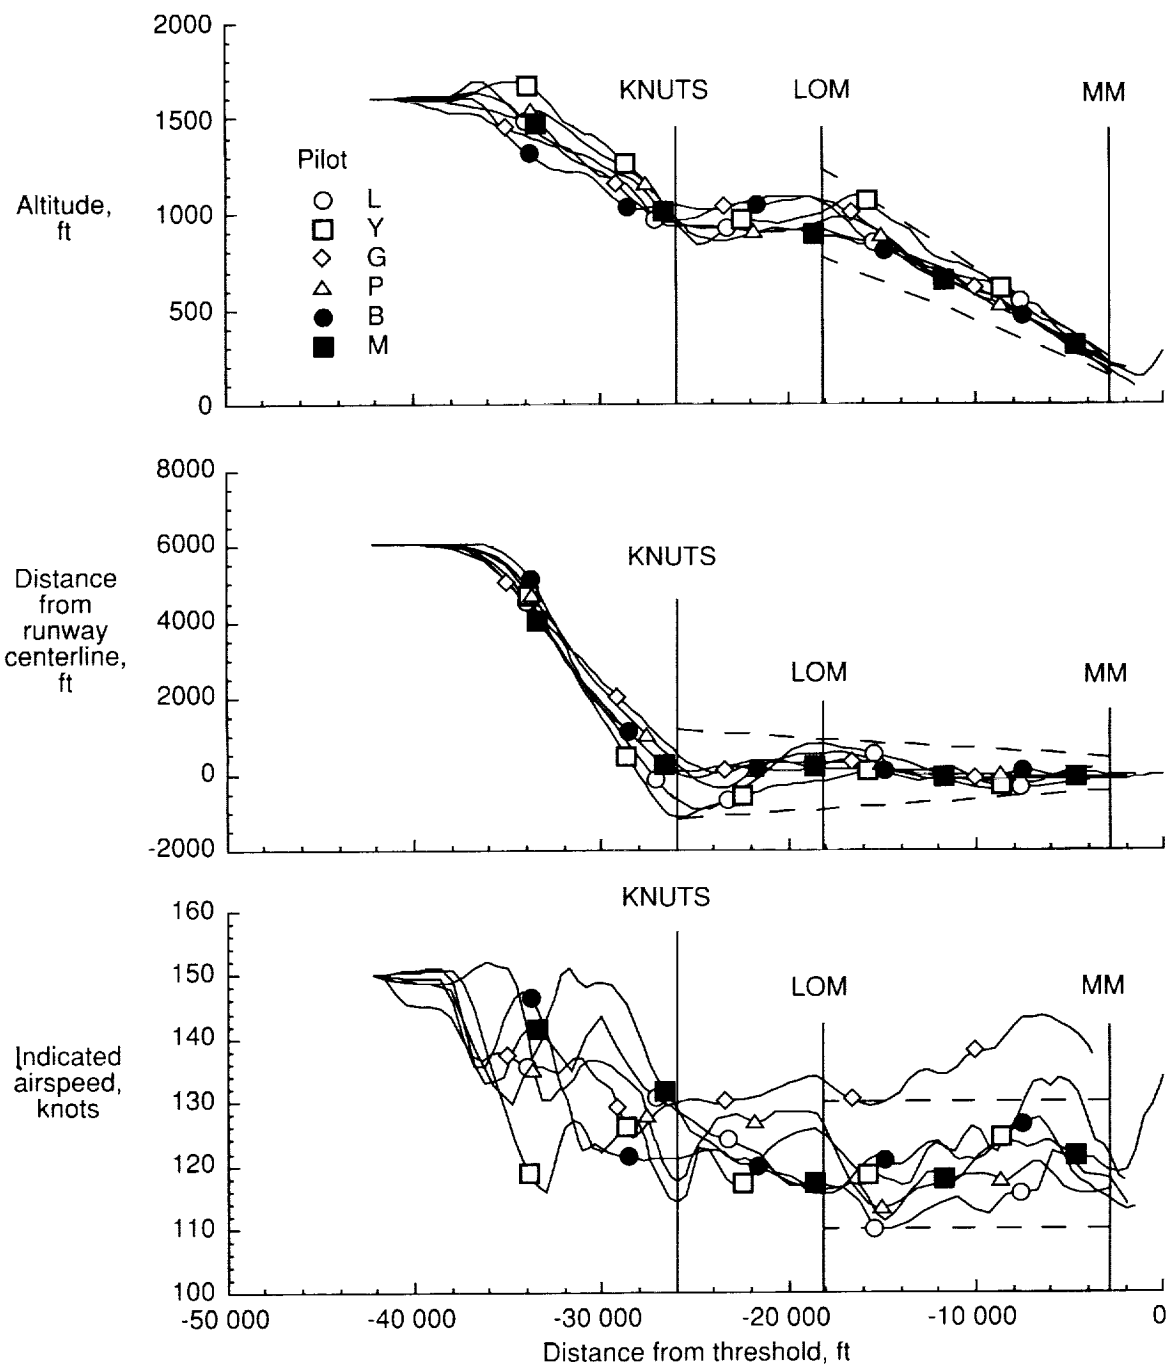 2000
1500
1000
500
0
Altitude,
ft
KNUTS
LOM
MM
Pilot
L
Y
G
P
B
M
8000
6000
4000
2000
0
-2000
Distance
from
runway
centerline,
ft
KNUTS
LOM
MM
160
150
140
130
120
110
100
Indicated
airspeed,
knots
KNUTS
LOM
MM
-50 000 -40 000 -30 000 -20 000 -10 000 0
Distance from threshold, ft